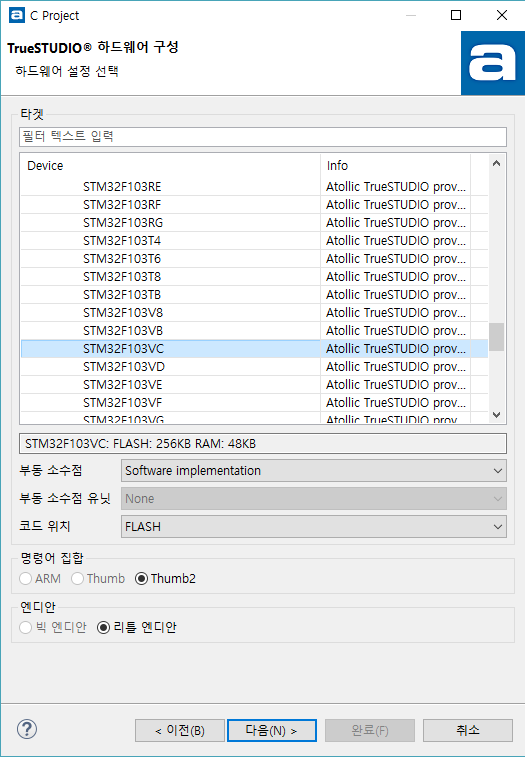 C Project
TrueSTUDIO® 하드웨어 구성
하드웨어 설정 선택
a
타겟
필터 텍스트 입력
Device Info
STM32F103RE Atollic TrueSTUDIO prov...
STM32F103RF Atollic TrueSTUDIO prov...
STM32F103RG Atollic TrueSTUDIO prov...
STM32F103T4 Atollic TrueSTUDIO prov...
STM32F103T6 Atollic TrueSTUDIO prov...
STM32F103T8 Atollic TrueSTUDIO prov...
STM32F103TB Atollic TrueSTUDIO prov...
STM32F103V8 Atollic TrueSTUDIO prov...
STM32F103VB Atollic TrueSTUDIO prov...
STM32F103VC Atollic TrueSTUDIO prov...
STM32F103VD Atollic TrueSTUDIO prov...
STM32F103VE Atollic TrueSTUDIO prov...
STM32F103VF Atollic TrueSTUDIO prov...
STM32F103VG Atollic TrueSTUDIO prov...
STM32F103VC: FLASH: 256KB RAM: 48KB
부동 소수점 Software implementation
부동 소수점 유닛 None
코드 위치 FLASH
명령어 집합
ARM Thumb Thumb2
엔디안
빅 엔디안 리틀 엔디안
? < 이전(B) 다음(N) > 완료(F) 취소